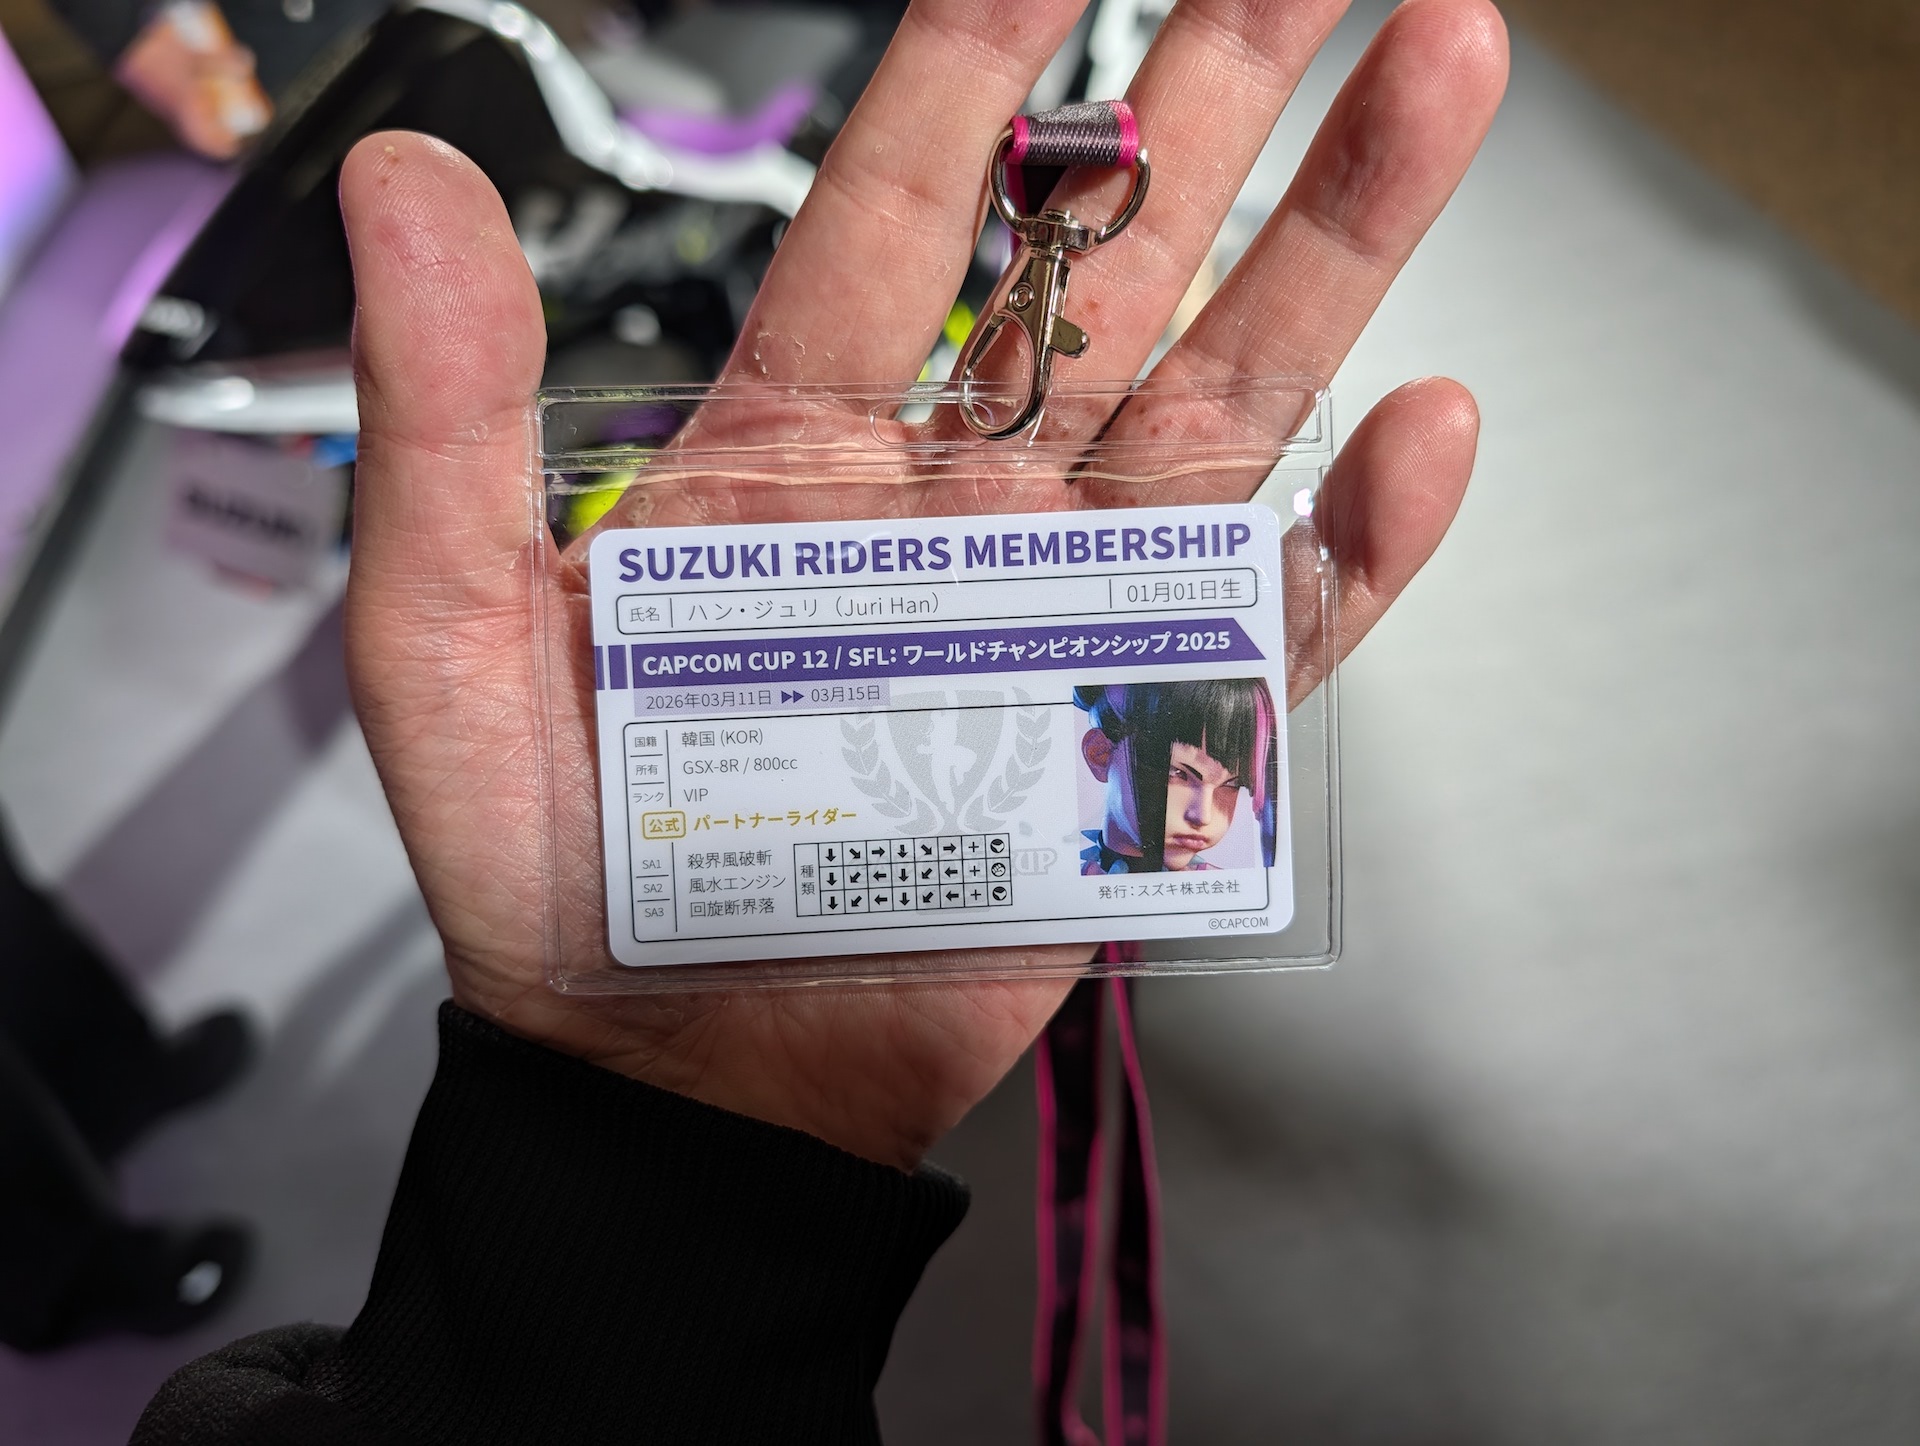 SUZUKI RIDERS MEMBERSHIP
氏名 ハン・ジュリ（Juri Han） 01月01日生
CAPCOM CUP 12 / SFL: ワールドチャンピオンシップ 2025
2026年03月11日 ▶▶ 03月15日
国籍 韓国 (KOR)
所有 GSX-8R / 800cc
ランク VIP
公式 パートナーライダー
SA1 殺界風破斬 ↓↘→↓↘→+
SA2 風水エンジン ↓↙←↓↙←+
SA3 回旋断界落 ↓↙←↓↙←+
種類
発行：スズキ株式会社
©CAPCOM
SUZUKI